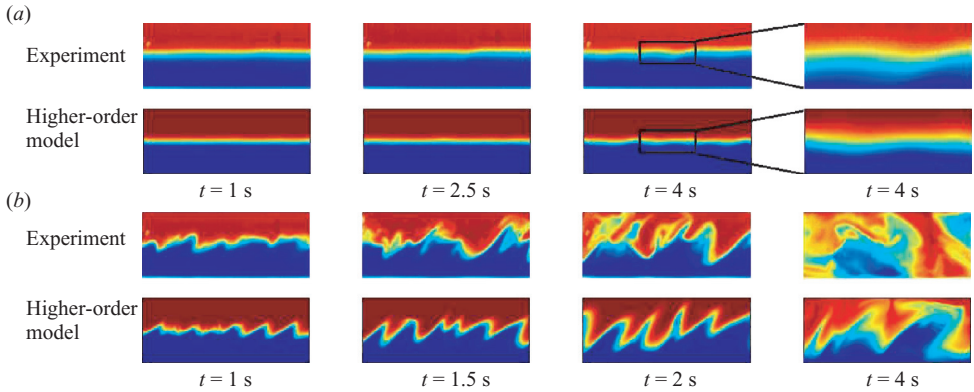 (a)
Experiment
Higher-order
model
t = 1 s t = 2.5 s t = 4 s t = 4 s
(b)
Experiment
Higher-order
model
t = 1 s t = 1.5 s t = 2 s t = 4 s